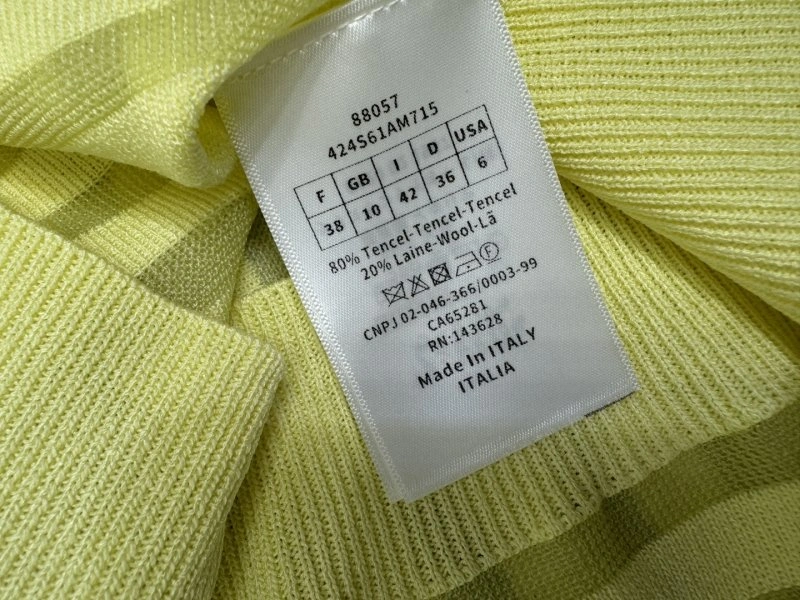 88057
424S61AM715
F GB I D USA
38 10 42 36 6
80% Tencel-Tencel-Tencel
20% Laine-Wool-Lã
CNPJ 02-046-366/0003-99
CA65281
RN:143628
Made In ITALY
ITALIA